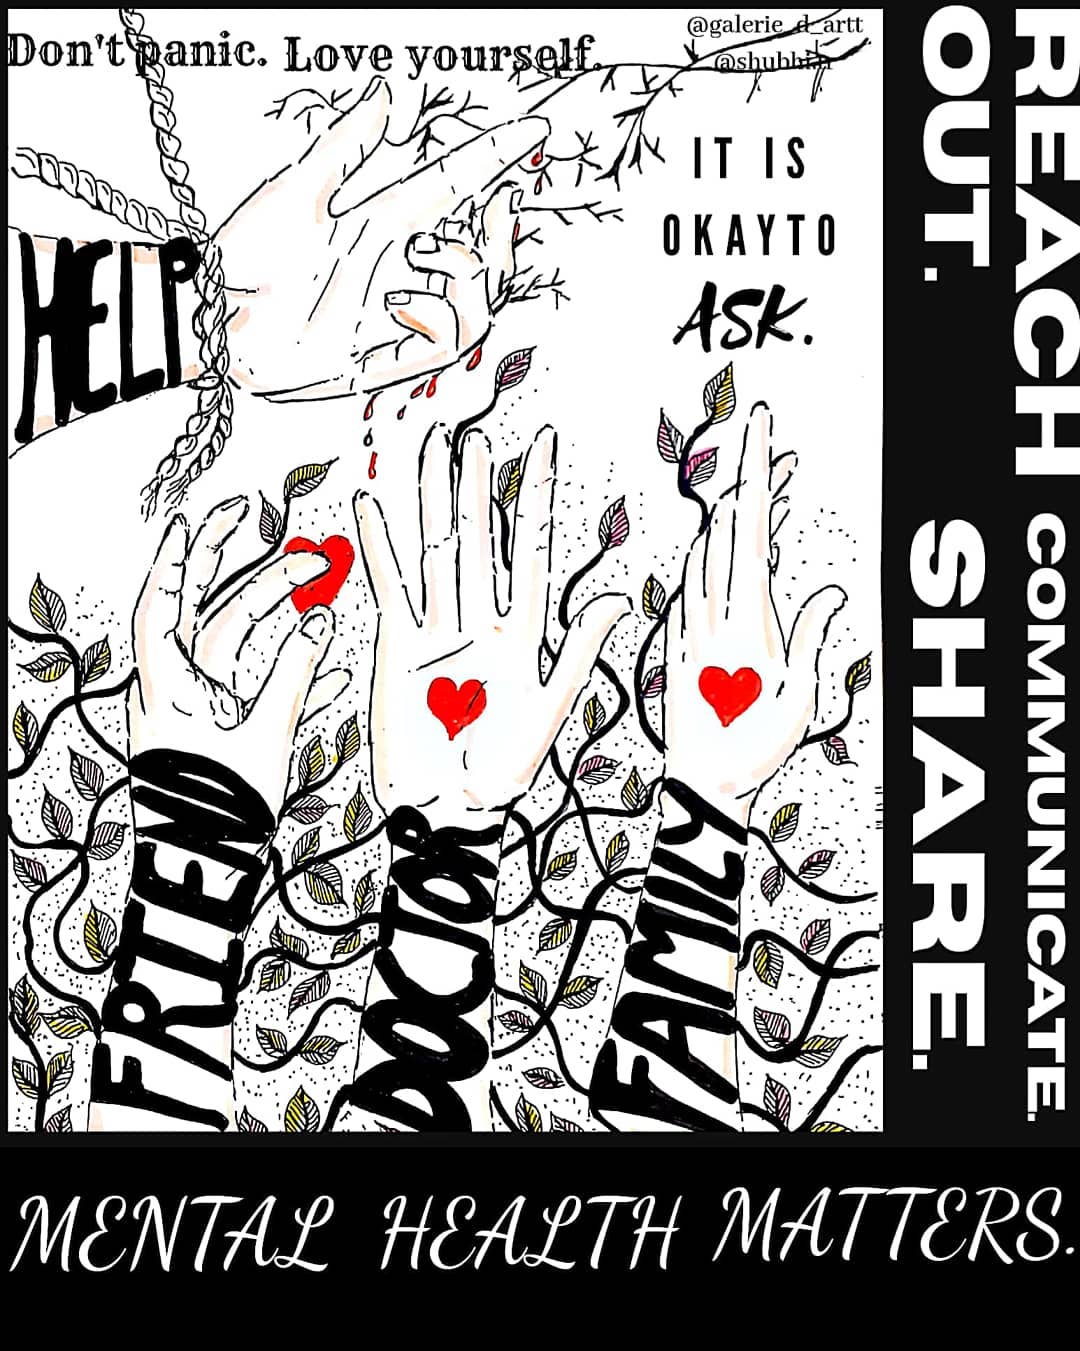 Don't panic. Love yourself.
@galerie_d_artt
IT IS
OKAYTO
ASK.
HELP
FRIEND
DOCTOR
FAMILY
REACH
OUT.
COMMUNICATE.
SHARE.
MENTAL HEALTH MATTERS.